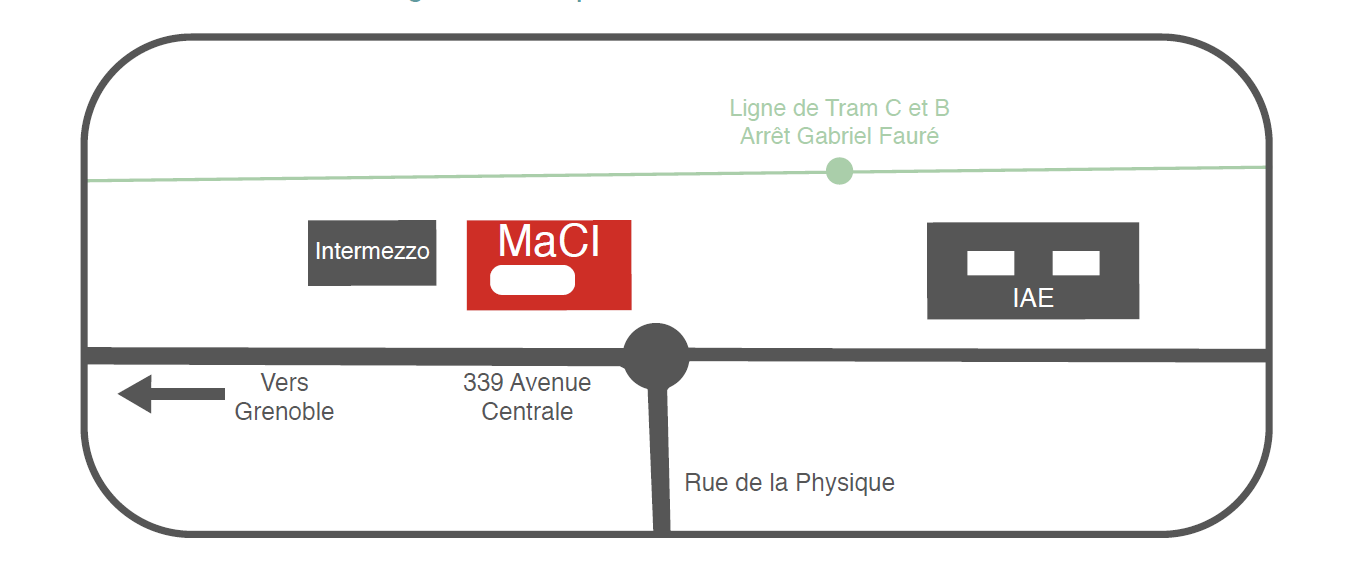 Ligne de Tram C et B
Arrêt Gabriel Fauré
Intermezzo
MaCI
IAE
Vers
Grenoble
339 Avenue
Centrale
Rue de la Physique